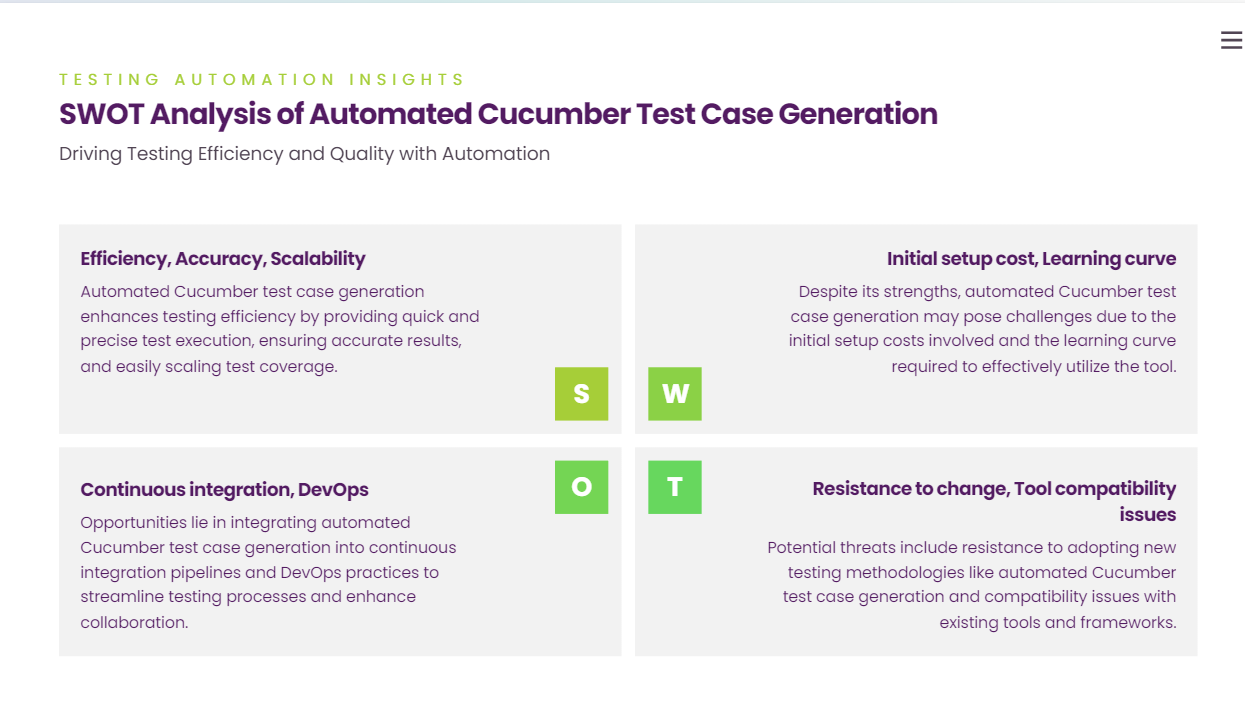 TESTING AUTOMATION INSIGHTS
SWOT Analysis of Automated Cucumber Test Case Generation
Driving Testing Efficiency and Quality with Automation
Efficiency, Accuracy, Scalability
Automated Cucumber test case generation
enhances testing efficiency by providing quick and
precise test execution, ensuring accurate results,
and easily scaling test coverage.
S
Initial setup cost, Learning curve
Despite its strengths, automated Cucumber test
case generation may pose challenges due to the
initial setup costs involved and the learning curve
required to effectively utilize the tool.
W
Continuous integration, DevOps
Opportunities lie in integrating automated
Cucumber test case generation into continuous
integration pipelines and DevOps practices to
streamline testing processes and enhance
collaboration.
O
T
Resistance to change, Tool compatibility
issues
Potential threats include resistance to adopting new
testing methodologies like automated Cucumber
test case generation and compatibility issues with
existing tools and frameworks.